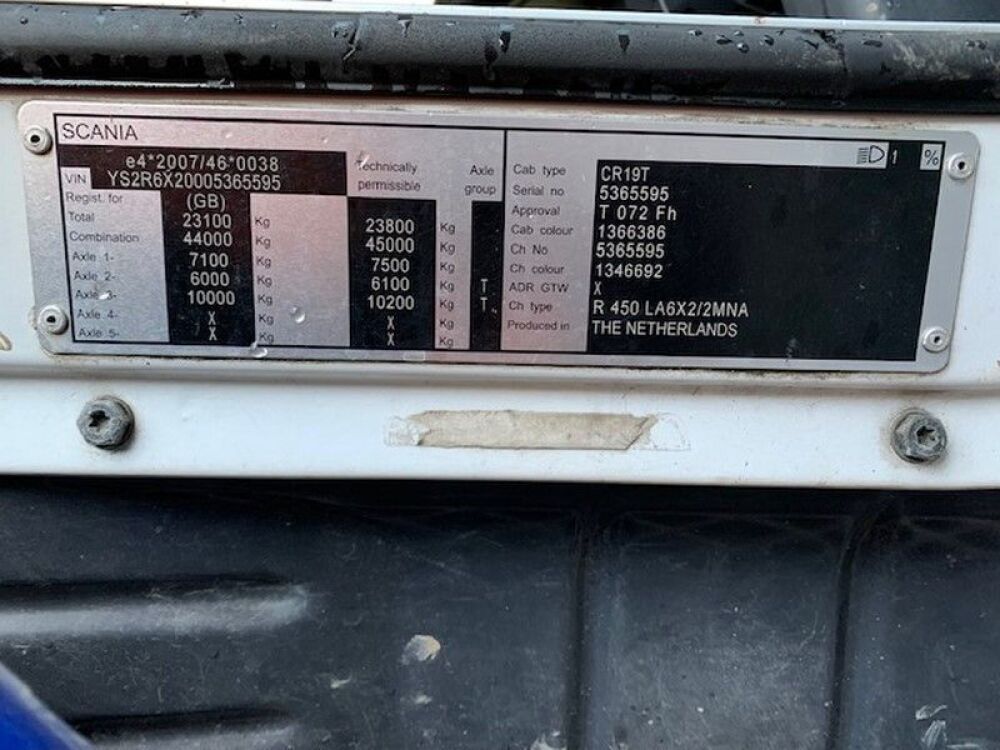 SCANIA
e4*2007/46*0038
VIN YS2R6X20005365595
Technically permissible
Axle group
Regist. for (GB)
Total 23100 Kg 23800 Kg
Combination 44000 Kg 45000 Kg
Axle 1- 7100 Kg 7500 Kg
Axle 2- 6000 Kg 6100 Kg T
Axle 3- 10000 Kg 10200 Kg T
Axle 4- X Kg X Kg
Axle 5- X Kg X Kg
1 %
Cab type CR19T
Serial no 5365595
Approval T 072 Fh
Cab colour 1366386
Ch No 5365595
Ch colour 1346692
ADR GTW X
Ch type R 450 LA6X2/2MNA
Produced in THE NETHERLANDS